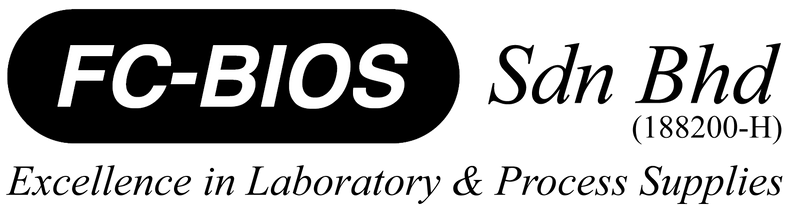 FC-BIOS Sdn Bhd
(188200-H)
Excellence in Laboratory & Process Supplies